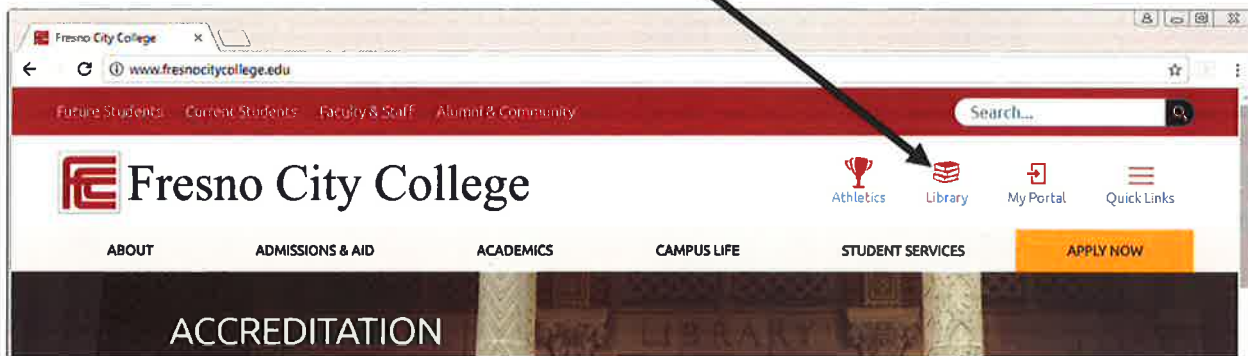 Fresno City College ×
www.fresnocitycollege.edu
Future Students Current Students Faculty & Staff Alumni & Community
Search...
FCC Fresno City College
Athletics Library My Portal Quick Links
ABOUT ADMISSIONS & AID ACADEMICS CAMPUS LIFE STUDENT SERVICES APPLY NOW
ACCREDITATION
LIBRARY